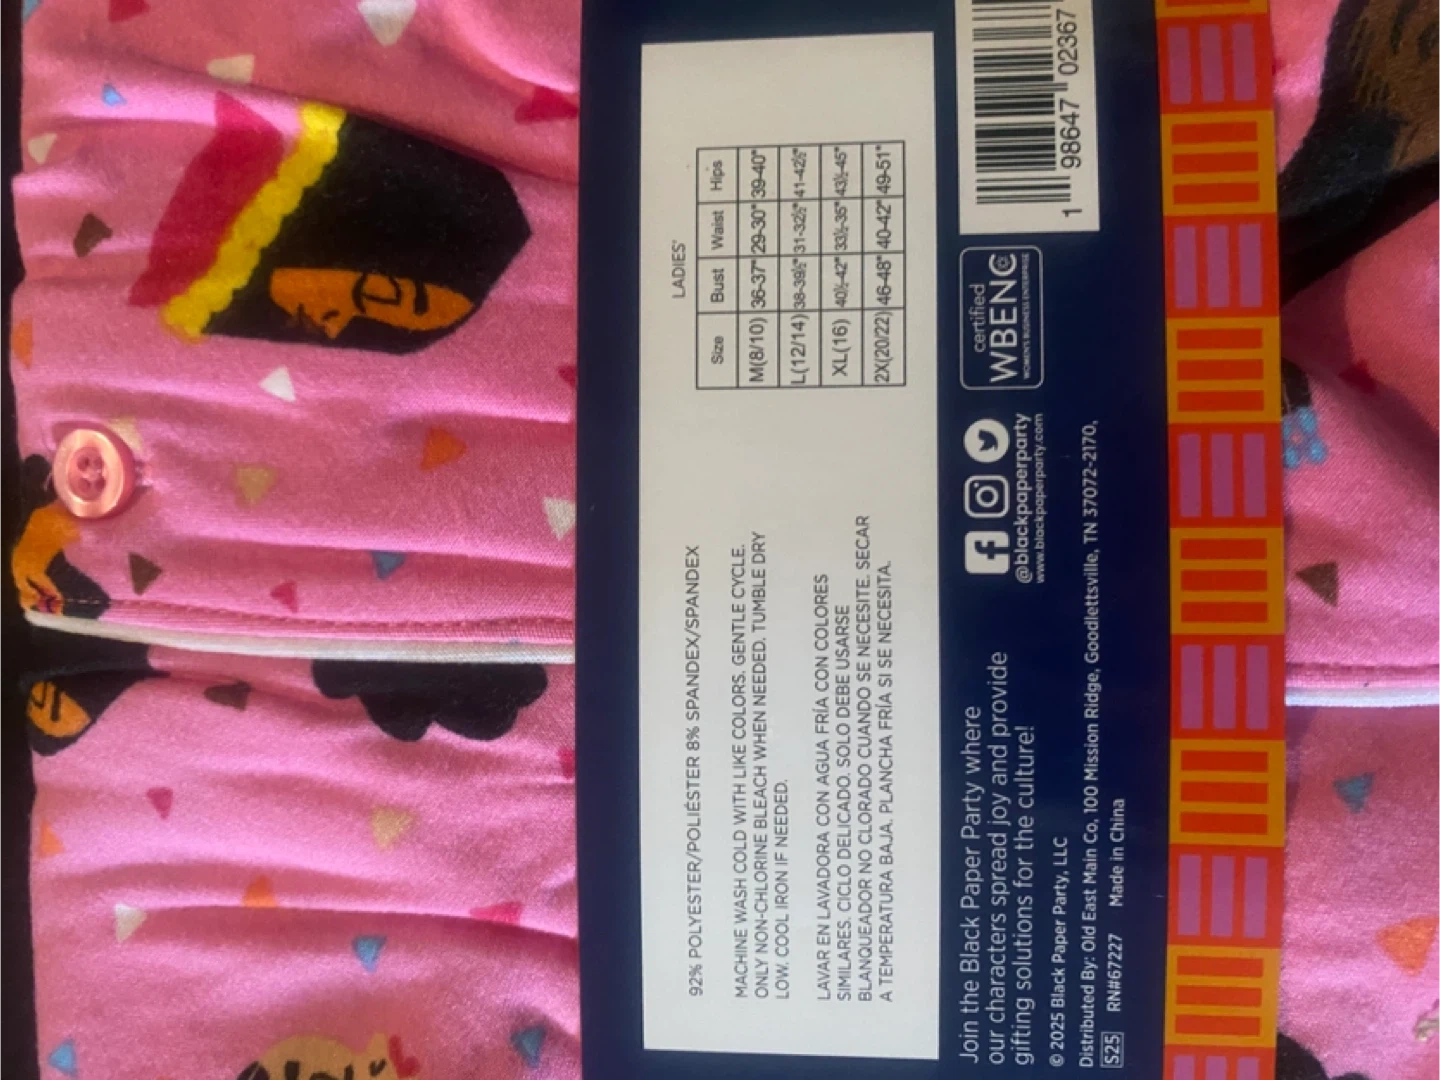 92% POLYESTER/POLIÉSTER 8% SPANDEX/SPANDEX
MACHINE WASH COLD WITH LIKE COLORS. GENTLE CYCLE.
ONLY NON-CHLORINE BLEACH WHEN NEEDED. TUMBLE DRY
LOW. COOL IRON IF NEEDED.
LAVAR EN LAVADORA CON AGUA FRÍA CON COLORES
SIMILARES. CICLO DELICADO. SOLO DEBE USARSE
BLANQUEADOR NO CLORADO CUANDO SE NECESITE. SECAR
A TEMPERATURA BAJA. PLANCHA FRÍA SI SE NECESITA.
LADIES'
Size Bust Waist Hips
M(8/10) 36-37" 29-30" 39-40"
L(12/14) 38-39½" 31-32½" 41-42½"
XL(16) 40½-42" 33½-35" 43½-45"
2X(20/22) 46-48" 40-42" 49-51"
Join the Black Paper Party where
our characters spread joy and provide
gifting solutions for the culture!
© 2025 Black Paper Party, LLC
Distributed By: Old East Main Co, 100 Mission Ridge, Goodlettsville, TN 37072-2170,
S25 RN#67227 Made in China
@blackpaperparty
www.blackpaperparty.com
certified
WBENC
WOMEN'S BUSINESS ENTERPRISE
1 98647 02367